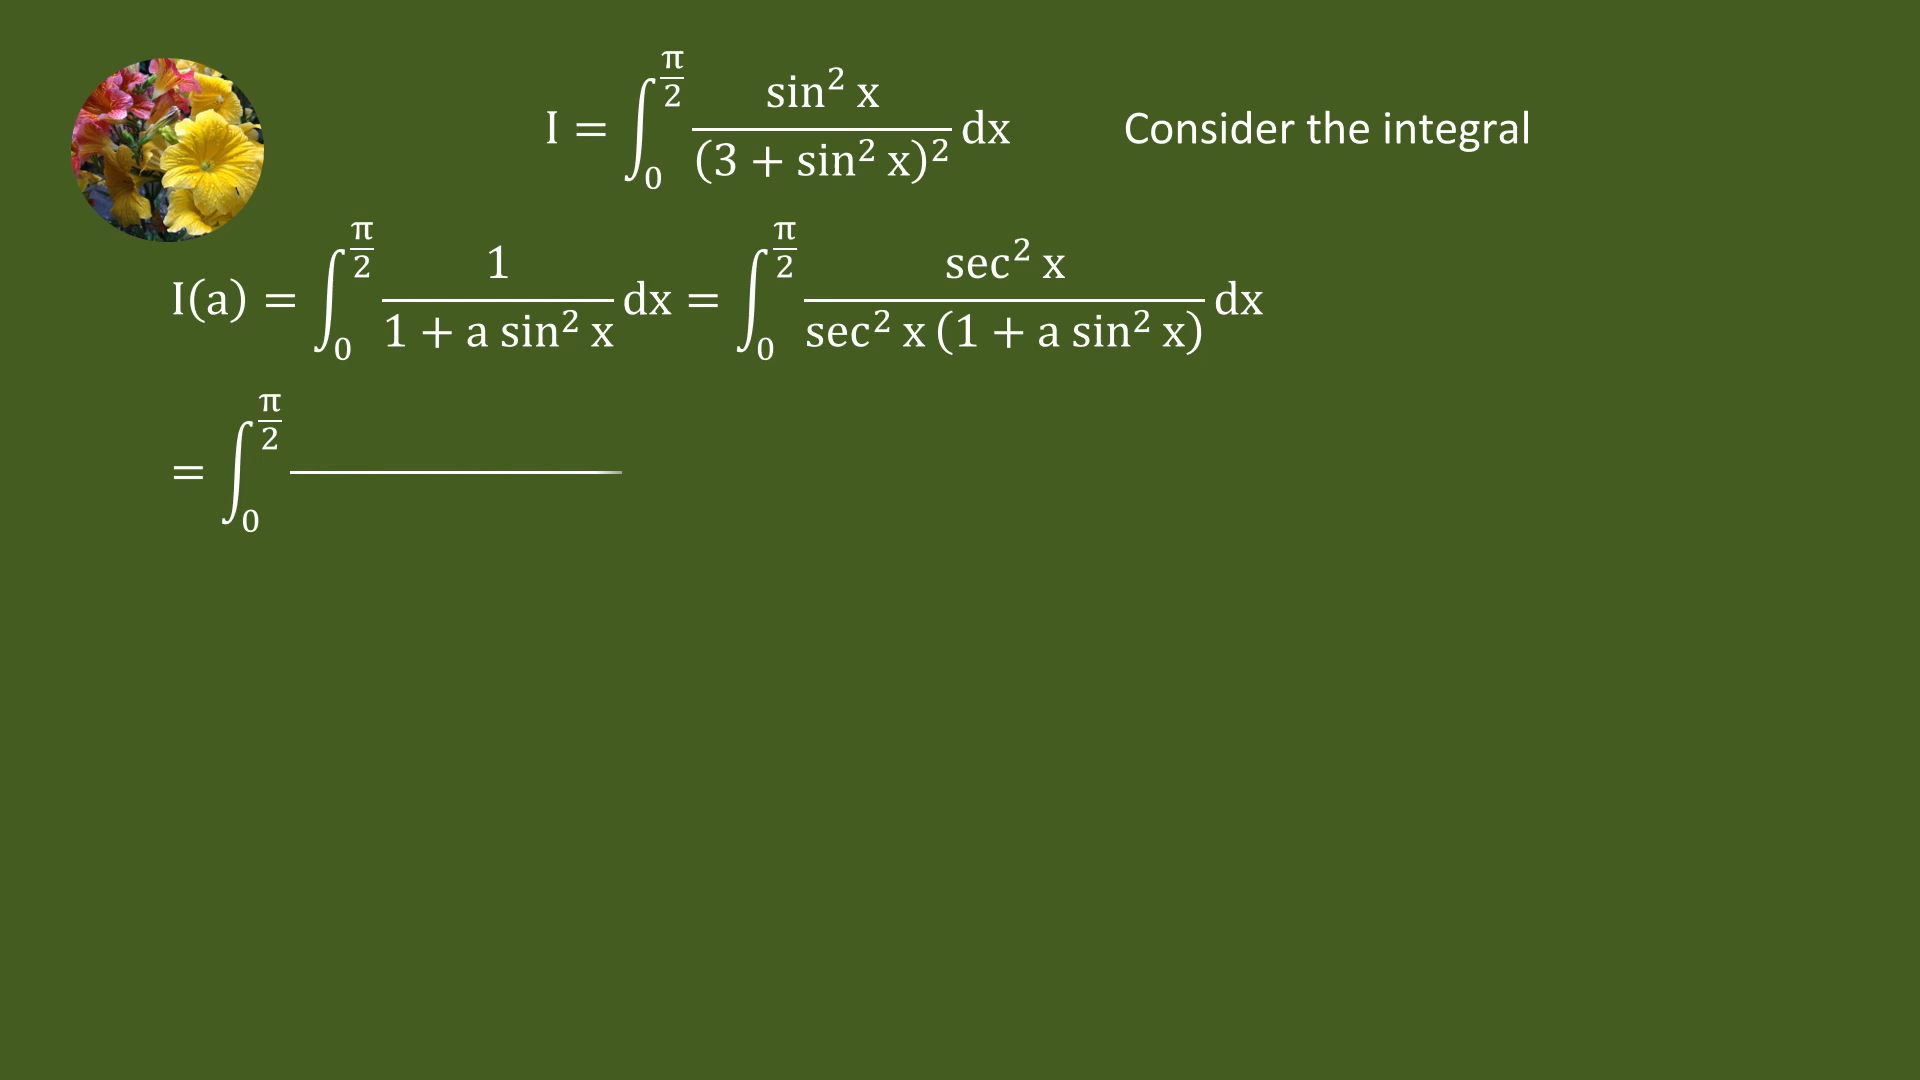 I = ∫₀^(π/2) sin² x / (3 + sin² x)² dx Consider the integral
I(a) = ∫₀^(π/2) 1 / (1 + a sin² x) dx = ∫₀^(π/2) sec² x / (sec² x (1 + a sin² x)) dx
= ∫₀^(π/2)